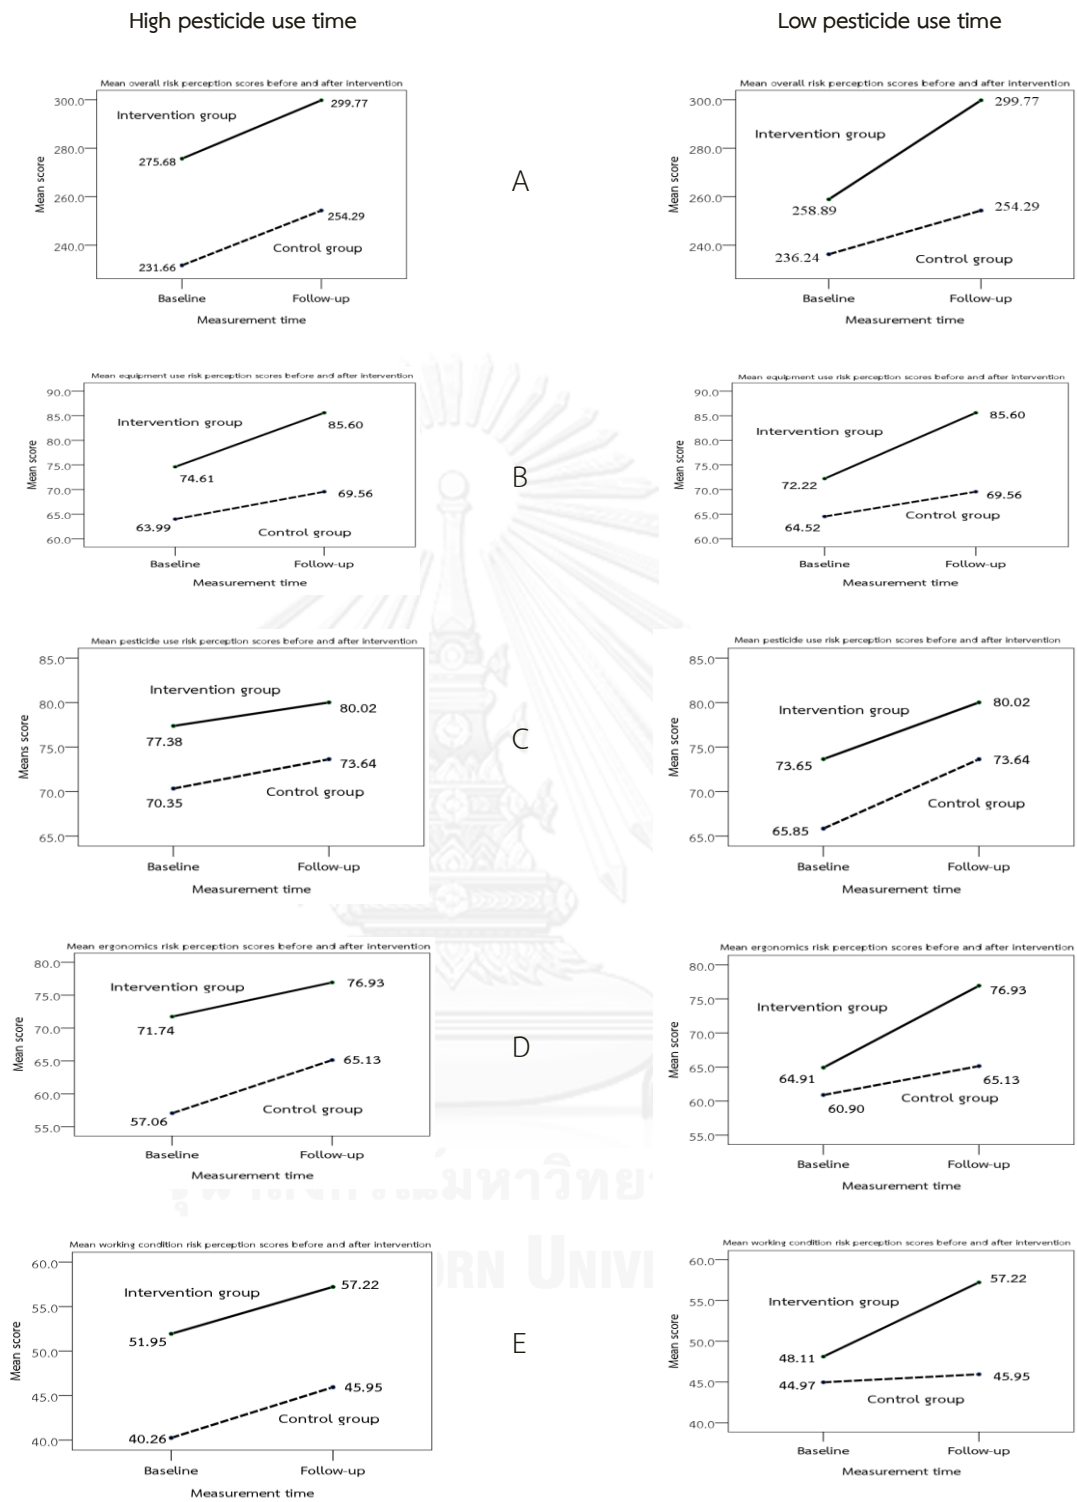 High pesticide use time
Low pesticide use time
Mean overall risk perception scores before and after intervention
Mean score
300.0
280.0
260.0
240.0
Intervention group
299.77
275.68
254.29
231.66
Control group
Baseline
Follow-up
Measurement time
A
Mean overall risk perception scores before and after intervention
Mean score
300.0
280.0
260.0
240.0
Intervention group
299.77
258.89
254.29
236.24
Control group
Baseline
Follow-up
Measurement time
Mean equipment use risk perception scores before and after intervention
Mean score
90.0
85.0
80.0
75.0
70.0
65.0
60.0
Intervention group
85.60
74.61
69.56
63.99
Control group
Baseline
Follow-up
Measurement time
B
Mean equipment use risk perception scores before and after intervention
Mean score
90.0
85.0
80.0
75.0
70.0
65.0
60.0
Intervention group
85.60
72.22
69.56
64.52
Control group
Baseline
Follow-up
Measurement time
Mean pesticide use risk perception scores before and after intervention
Means score
85.0
80.0
75.0
70.0
65.0
Intervention group
80.02
77.38
73.64
70.35
Control group
Baseline
Follow-up
Measurement time
C
Mean pesticide use risk perception scores before and after intervention
Mean score
85.0
80.0
75.0
70.0
65.0
Intervention group
80.02
73.65
73.64
65.85
Control group
Baseline
Follow-up
Measurement time
Mean ergonomics risk perception scores before and after intervention
Mean score
80.0
75.0
70.0
65.0
60.0
55.0
Intervention group
76.93
71.74
65.13
57.06
Control group
Baseline
Follow-up
Measurement time
D
Mean ergonomics risk perception scores before and after intervention
Mean score
80.0
75.0
70.0
65.0
60.0
55.0
Intervention group
76.93
64.91
65.13
60.90
Control group
Baseline
Follow-up
Measurement time
Mean working condition risk perception scores before and after intervention
Mean score
60.0
55.0
50.0
45.0
40.0
Intervention group
57.22
51.95
45.95
40.26
Control group
Baseline
Follow-up
Measurement time
E
Mean working condition risk perception scores before and after intervention
Mean score
60.0
55.0
50.0
45.0
40.0
Intervention group
57.22
48.11
44.97
45.95
Control group
Baseline
Follow-up
Measurement time